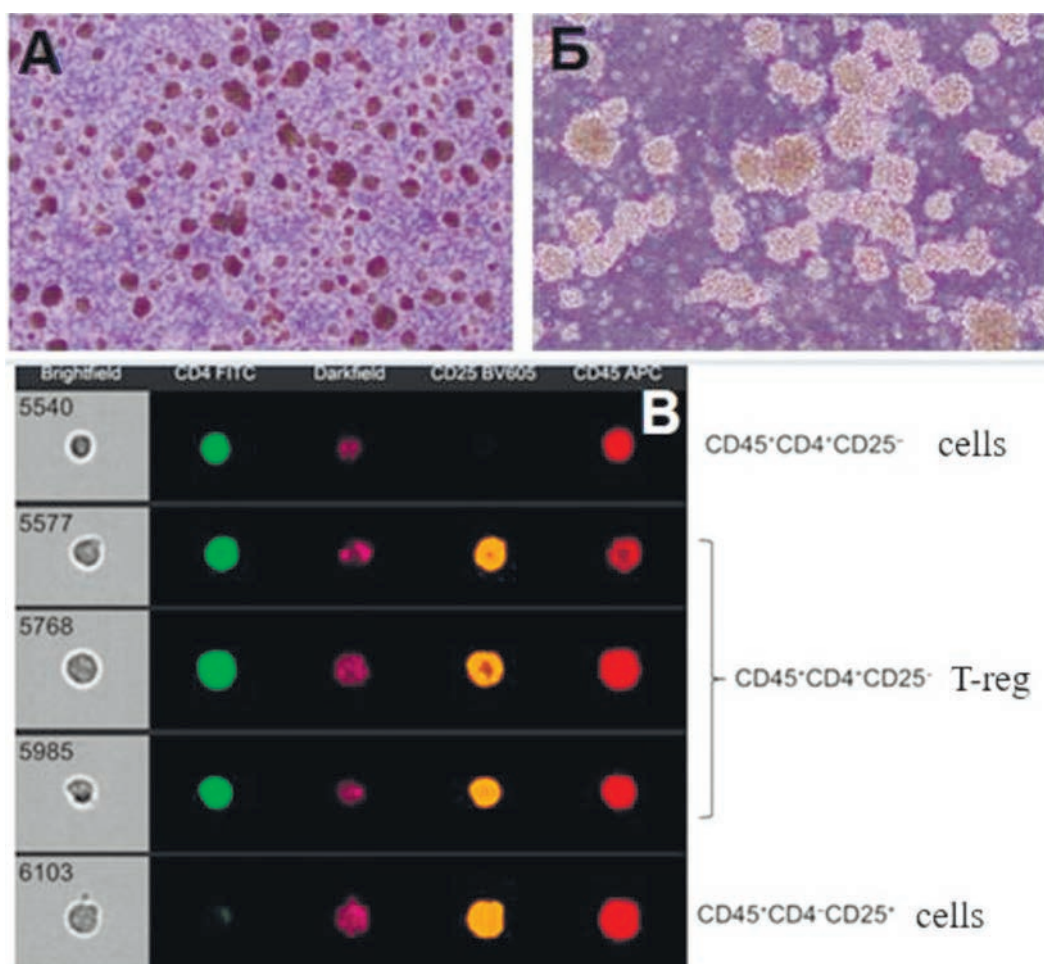 А
Б
Brightfield CD4 FITC Darkfield CD25 BV605 CD45 APC
В
5540
CD45⁺CD4⁺CD25⁻ cells
5577
5768
CD45⁺CD4⁺CD25⁻ T-reg
5985
6103
CD45⁺CD4⁻CD25⁺ cells